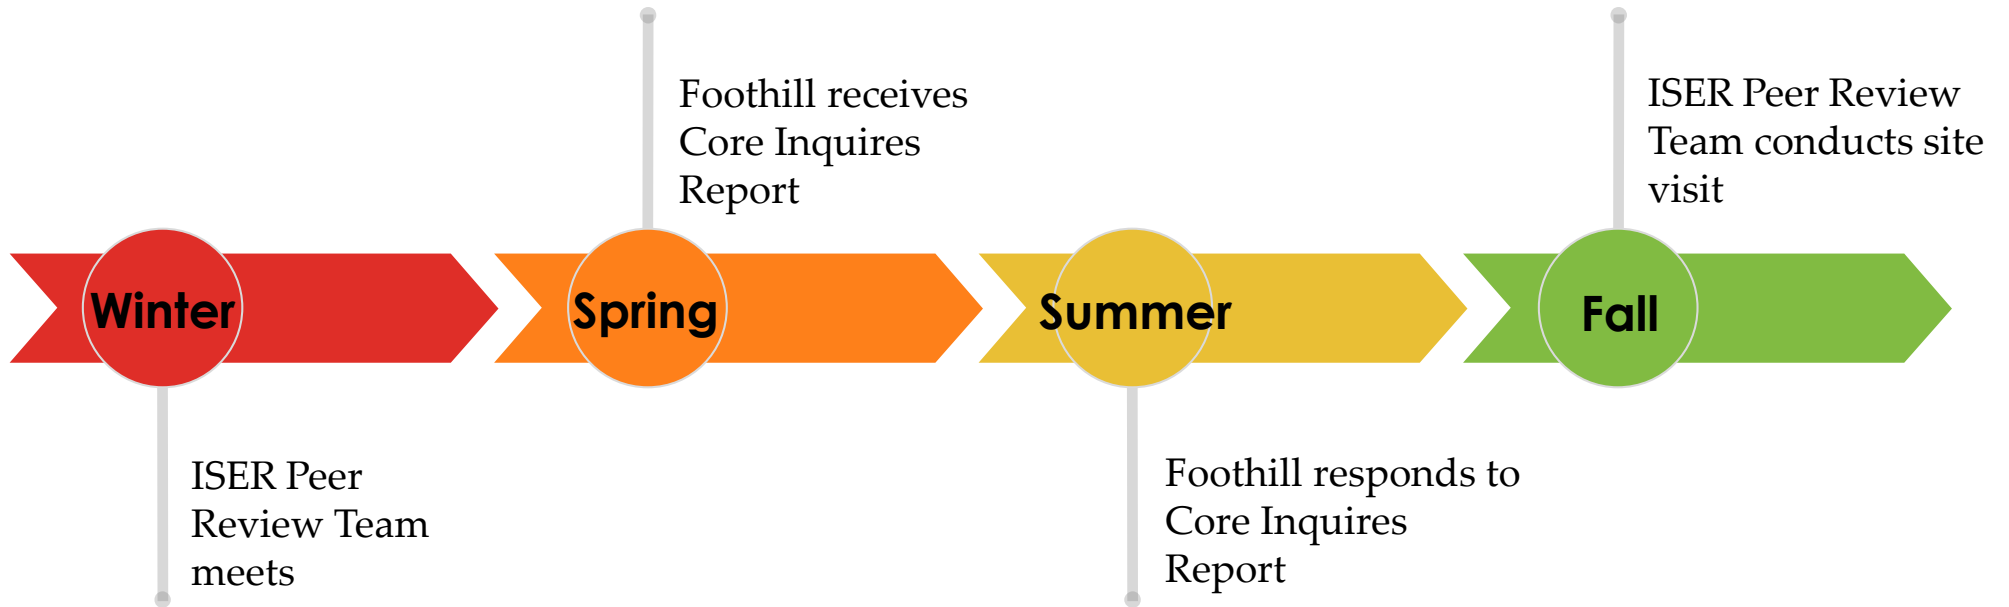 Winter
ISER Peer
Review Team
meets
Spring
Foothill receives
Core Inquires
Report
Summer
Foothill responds to
Core Inquires
Report
Fall
ISER Peer Review
Team conducts site
visit